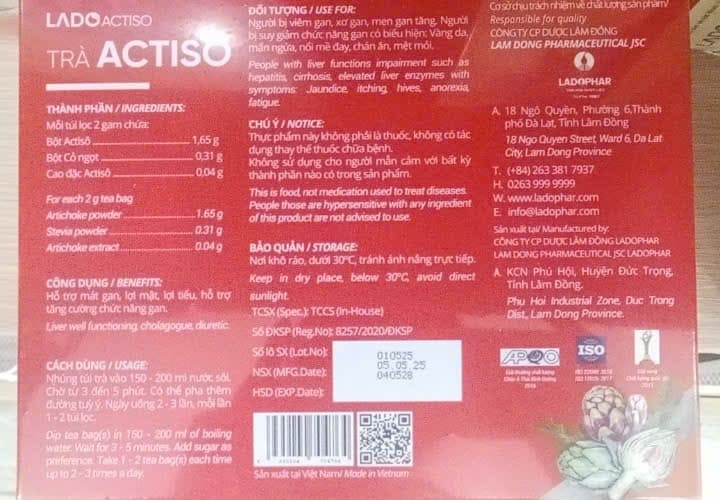 LADOACTISO
TRÀ ACTISÔ
THÀNH PHẦN / INGREDIENTS:
Mỗi túi lọc 2 gam chứa:
Bột Actisô 1,65 g
Bột Cỏ ngọt 0,31 g
Cao đặc Actisô 0,04 g
For each 2 g tea bag
Artichoke powder 1.65 g
Stevia powder 0.31 g
Artichoke extract 0.04 g
CÔNG DỤNG / BENEFITS:
Hỗ trợ mát gan, lợi mật, lợi tiểu, hỗ trợ
tăng cường chức năng gan.
Liver well functioning, cholagogue, diuretic.
CÁCH DÙNG / USAGE:
Nhúng túi trà vào 150 - 200 ml nước sôi.
Chờ từ 3 đến 5 phút. Có thể pha thêm
đường tuỳ ý. Ngày uống 2 - 3 lần, mỗi lần
1 - 2 túi lọc.
Dip tea bag(s) in 150 - 200 ml of boiling
water. Wait for 3 - 5 minutes. Add sugar as
preference. Take 1 - 2 tea bag(s) each time
up to 2 – 3 times a day.
ĐỐI TƯỢNG / USE FOR:
Người bị viêm gan, xơ gan, men gan tăng. Người
bị suy giảm chức năng gan có biểu hiện: Vàng da,
mẩn ngứa, nổi mề đay, chán ăn, mệt mỏi.
People with liver functions impairment such as
hepatitis, cirrhosis, elevated liver enzymes with
symptoms: Jaundice, itching, hives, anorexia,
fatigue.
CHÚ Ý / NOTICE:
Thực phẩm này không phải là thuốc, không có tác
dụng thay thế thuốc chữa bệnh.
Không sử dụng cho người mẫn cảm với bất kỳ
thành phần nào có trong sản phẩm.
This is food, not medication used to treat diseases.
People those are hypersensitive with any ingredient
of this product are not advised to use.
BẢO QUẢN / STORAGE:
Nơi khô ráo, dưới 30°C, tránh ánh nắng trực tiếp.
Keep in dry place, below 30°C, avoid direct
sunlight.
TCSX (Spec.): TCCS (In-House)
Số ĐKSP (Reg.No): 8257/2020/ĐKSP
Số lô SX (Lot.No): 010525
NSX (MFG.Date): 05.05.25
HSD (EXP.Date): 040528
Sản xuất tại Việt Nam/ Made in Vietnam
Cơ sở chịu trách nhiệm về chất lượng sản phẩm/
Responsible for quality
CÔNG TY CP DƯỢC LÂM ĐỒNG
LAM DONG PHARMACEUTICAL JSC
LADOPHAR
A. 18 Ngô Quyền, Phường 6,Thành
phố Đà Lạt, Tỉnh Lâm Đồng
18 Ngo Quyen Street, Ward 6, Da Lat
City, Lam Dong Province
T. (+84) 263 381 7937
H. 0263 999 9999
W. www.ladophar.com
E. info@ladophar.com
Sản xuất tại/ Manufactured by:
CÔNG TY CP DƯỢC LÂM ĐỒNG LADOPHAR
LAM DONG PHARMACEUTICAL JSC LADOPHAR
A. KCN Phú Hội, Huyện Đức Trọng,
Tỉnh Lâm Đồng.
Phu Hoi Industrial Zone, Duc Trong
Dist., Lam Dong Province.
APQO
ISO